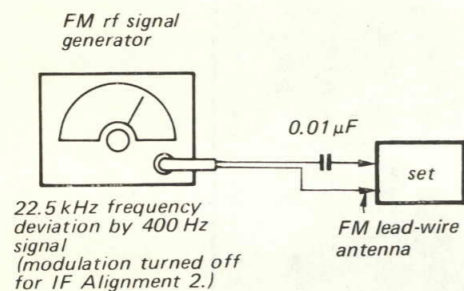 FM rf signal
generator
0.01 µF
set
22.5 kHz frequency
deviation by 400 Hz
signal
(modulation turned off
for IF Alignment 2.)
FM lead-wire
antenna